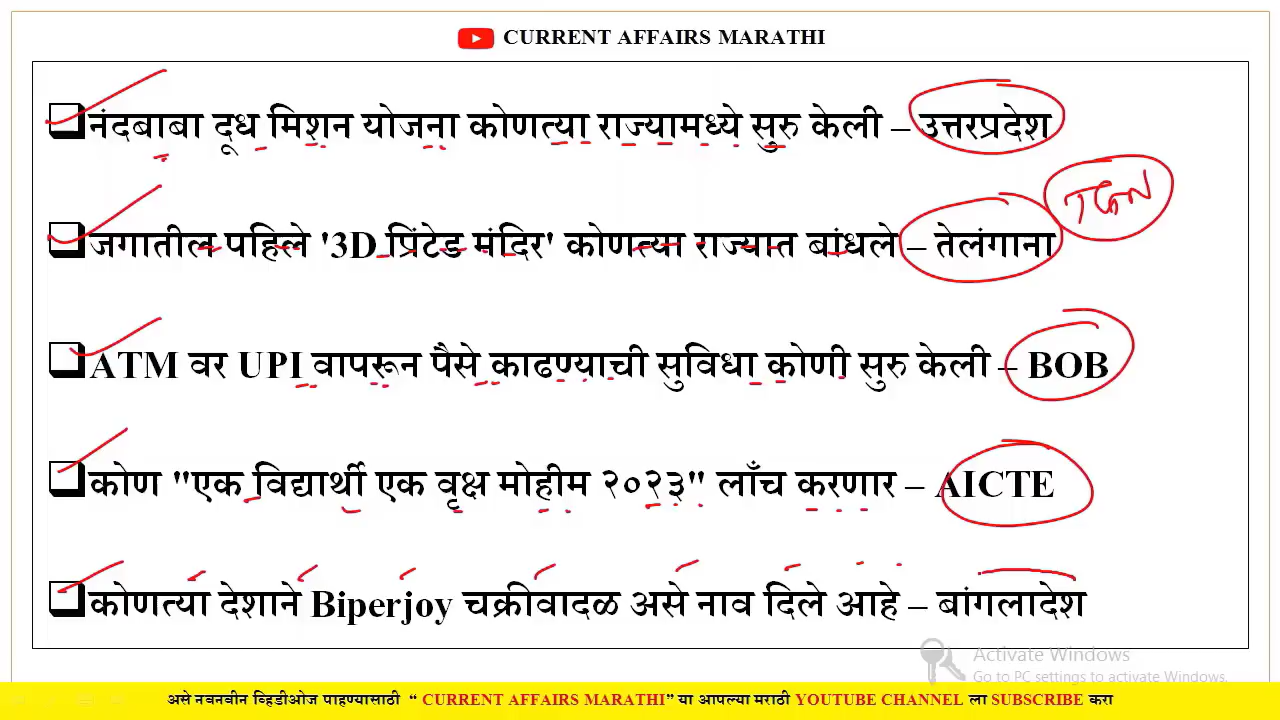 CURRENT AFFAIRS MARATHI
नंदबाबा दूध मिशन योजना कोणत्या राज्यामध्ये सुरु केली – उत्तरप्रदेश
जगातील पहिले '3D प्रिंटेड मंदिर' कोणत्या राज्यात बांधले – तेलंगाना
ATM वर UPI वापरून पैसे काढण्याची सुविधा कोणी सुरु केली – BOB
कोण "एक विद्यार्थी एक वृक्ष मोहीम २०२३" लाँच करणार – AICTE
कोणत्या देशाने Biperjoy चक्रीवादळ असे नाव दिले आहे – बांगलादेश
Activate Windows
Go to PC settings to activate Windows.
असे नवनवीन व्हिडीओज पाहण्यासाठी “ CURRENT AFFAIRS MARATHI” या आपल्या मराठी YOUTUBE CHANNEL ला SUBSCRIBE करा